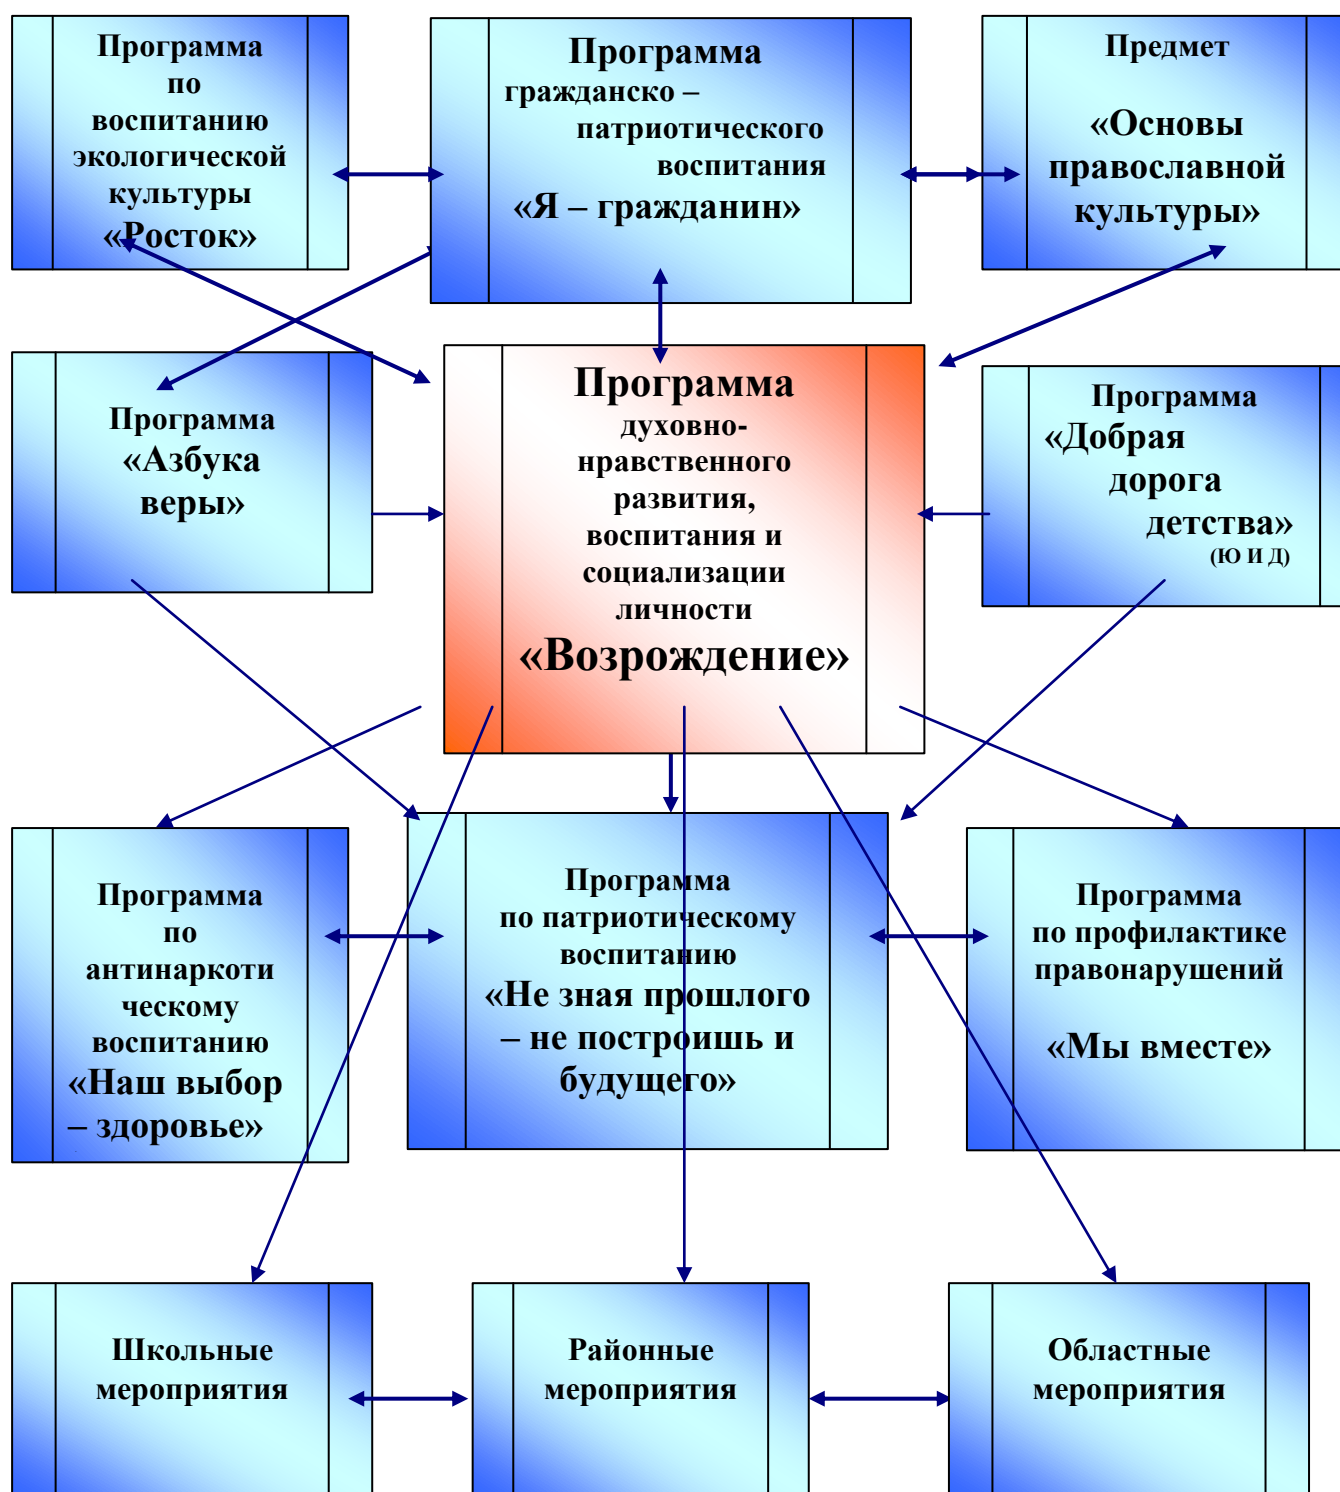 Программа
по
воспитанию
экологической
культуры
«Росток»
Программа
гражданско –
патриотического
воспитания
«Я – гражданин»
Предмет
«Основы
православной
культуры»
Программа
«Азбука
веры»
Программа
духовно-
нравственного
развития,
воспитания и
социализации
личности
«Возрождение»
Программа
«Добрая
дорога
детства»
(Ю И Д)
Программа
по
антинаркоти
ческому
воспитанию
«Наш выбор
– здоровье»
Программа
по патриотическому
воспитанию
«Не зная прошлого
– не построишь и
будущего»
Программа
по профилактике
правонарушений
«Мы вместе»
Школьные
мероприятия
Районные
мероприятия
Областные
мероприятия